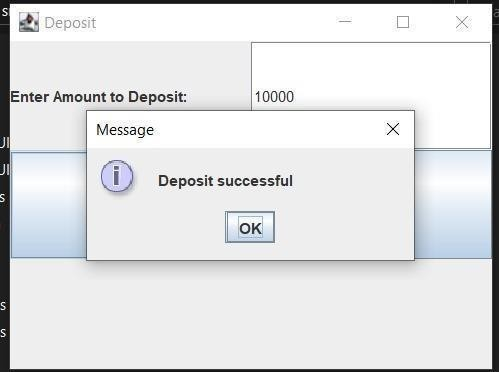 Deposit
Enter Amount to Deposit:
10000
Message
Deposit successful
OK